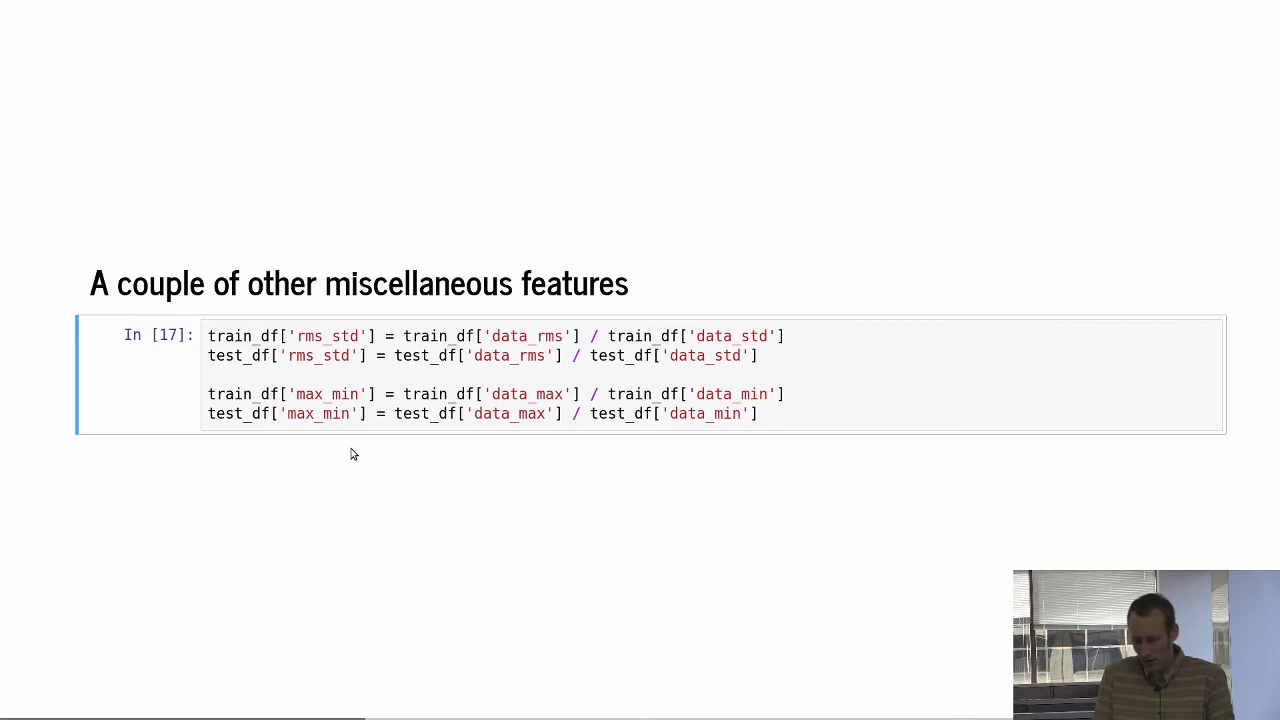 A couple of other miscellaneous features
In [17]:
train_df['rms_std'] = train_df['data_rms'] / train_df['data_std']
test_df['rms_std'] = test_df['data_rms'] / test_df['data_std']
train_df['max_min'] = train_df['data_max'] / train_df['data_min']
test_df['max_min'] = test_df['data_max'] / test_df['data_min']